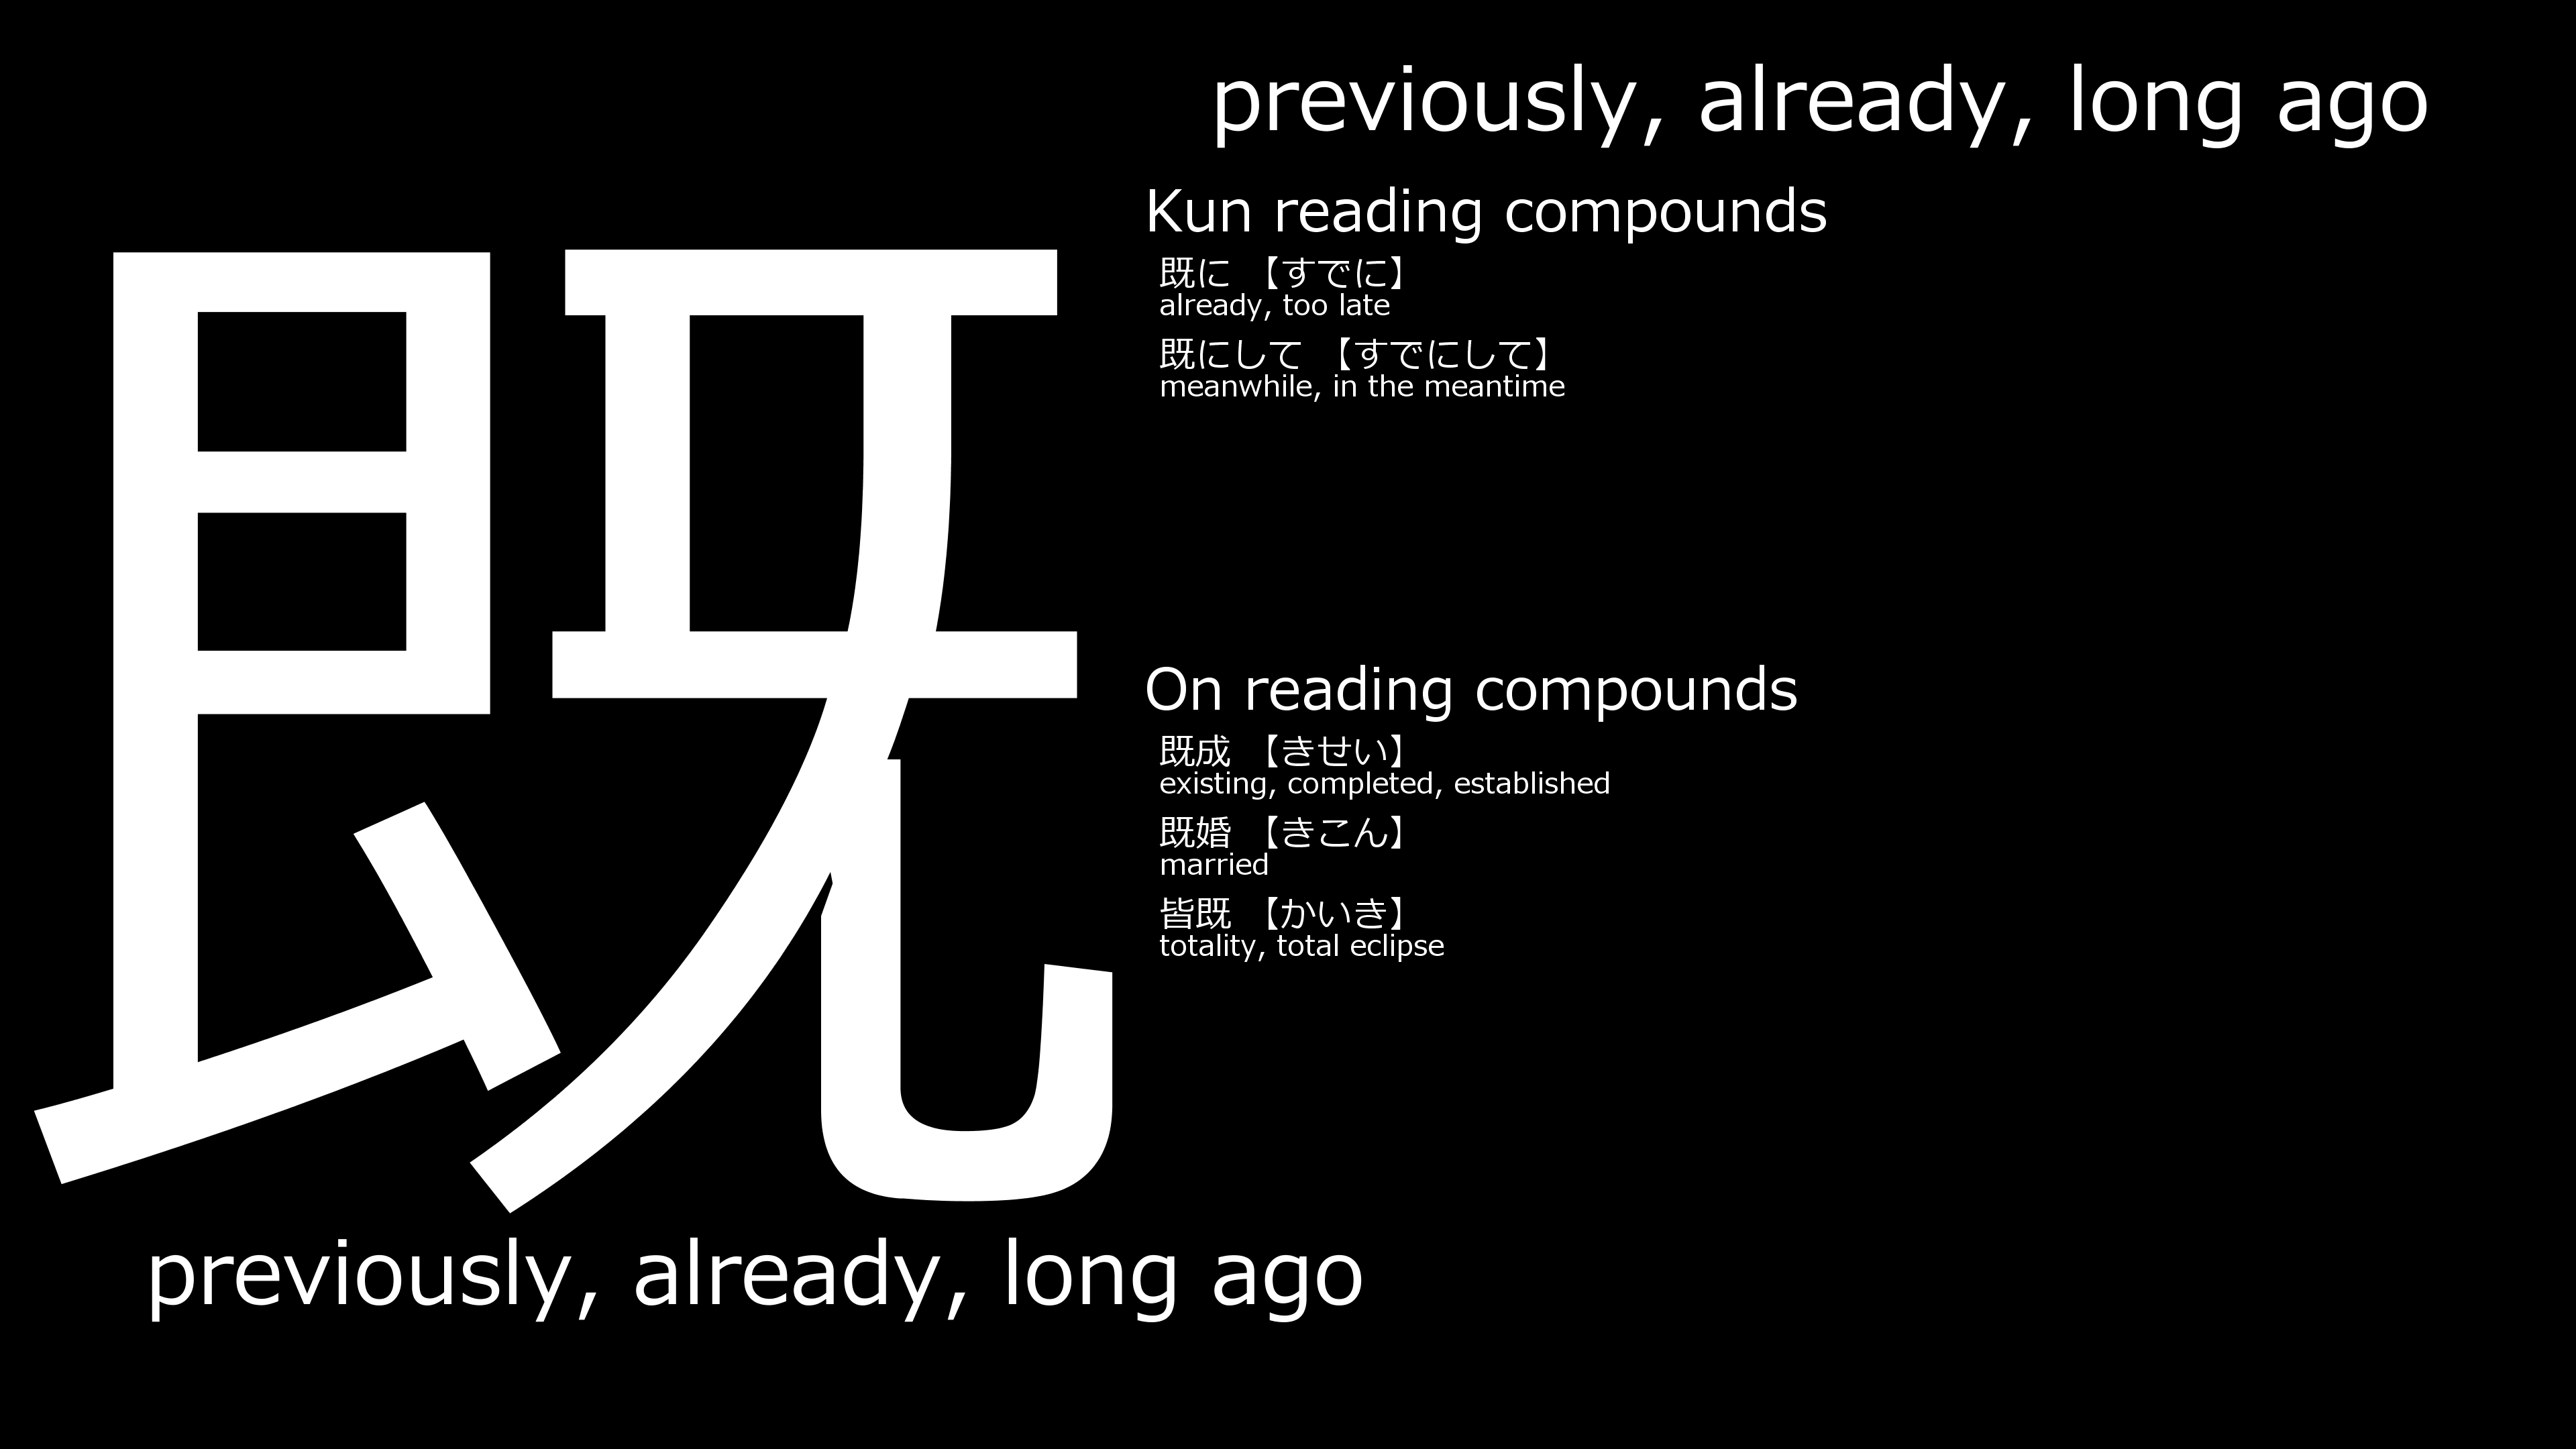 previously, already, long ago
既
Kun reading compounds
既に 【すでに】
already, too late
既にして 【すでにして】
meanwhile, in the meantime
On reading compounds
既成 【きせい】
existing, completed, established
既婚 【きこん】
married
皆既 【かいき】
totality, total eclipse
previously, already, long ago